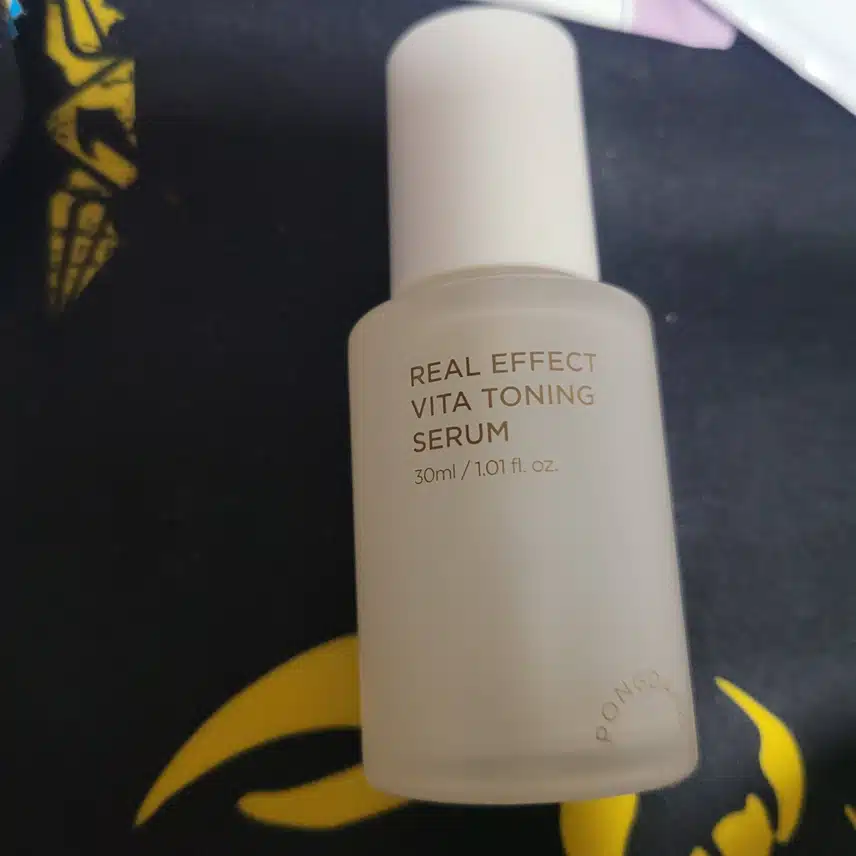 REAL EFFECT
VITA TONING
SERUM
30ml / 1.01 fl. oz.